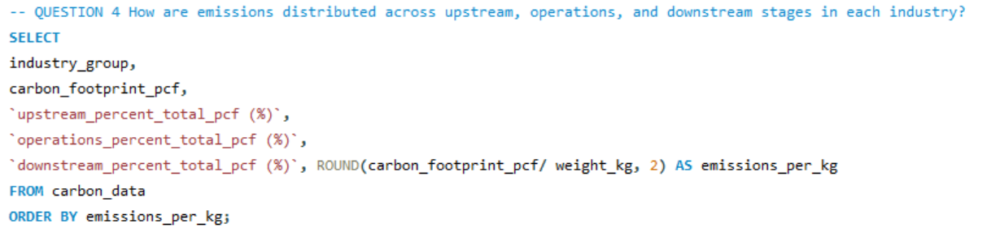 -- QUESTION 4 How are emissions distributed across upstream, operations, and downstream stages in each industry?
SELECT
industry_group,
carbon_footprint_pcf,
`upstream_percent_total_pcf (%)`,
`operations_percent_total_pcf (%)`,
`downstream_percent_total_pcf (%)`, ROUND(carbon_footprint_pcf/ weight_kg, 2) AS emissions_per_kg
FROM carbon_data
ORDER BY emissions_per_kg;